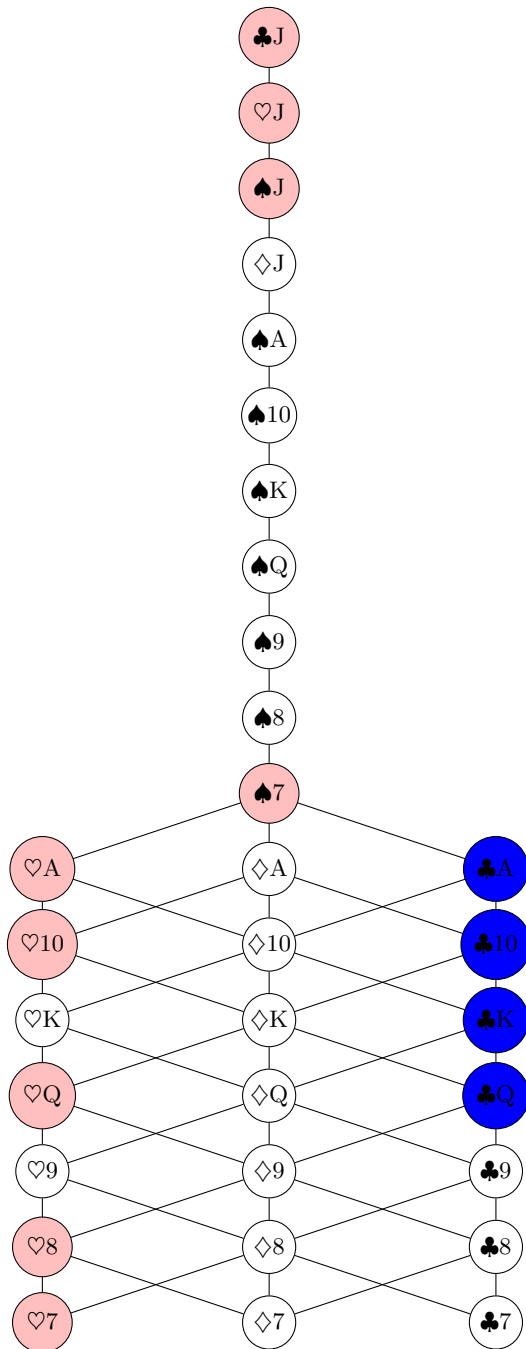 ♣J
♡J
♠J
♢J
♠A
♠10
♠K
♠Q
♠9
♠8
♠7
♡A ♢A ♣A
♡10 ♢10 ♣10
♡K ♢K ♣K
♡Q ♢Q ♣Q
♡9 ♢9 ♣9
♡8 ♢8 ♣8
♡7 ♢7 ♣7